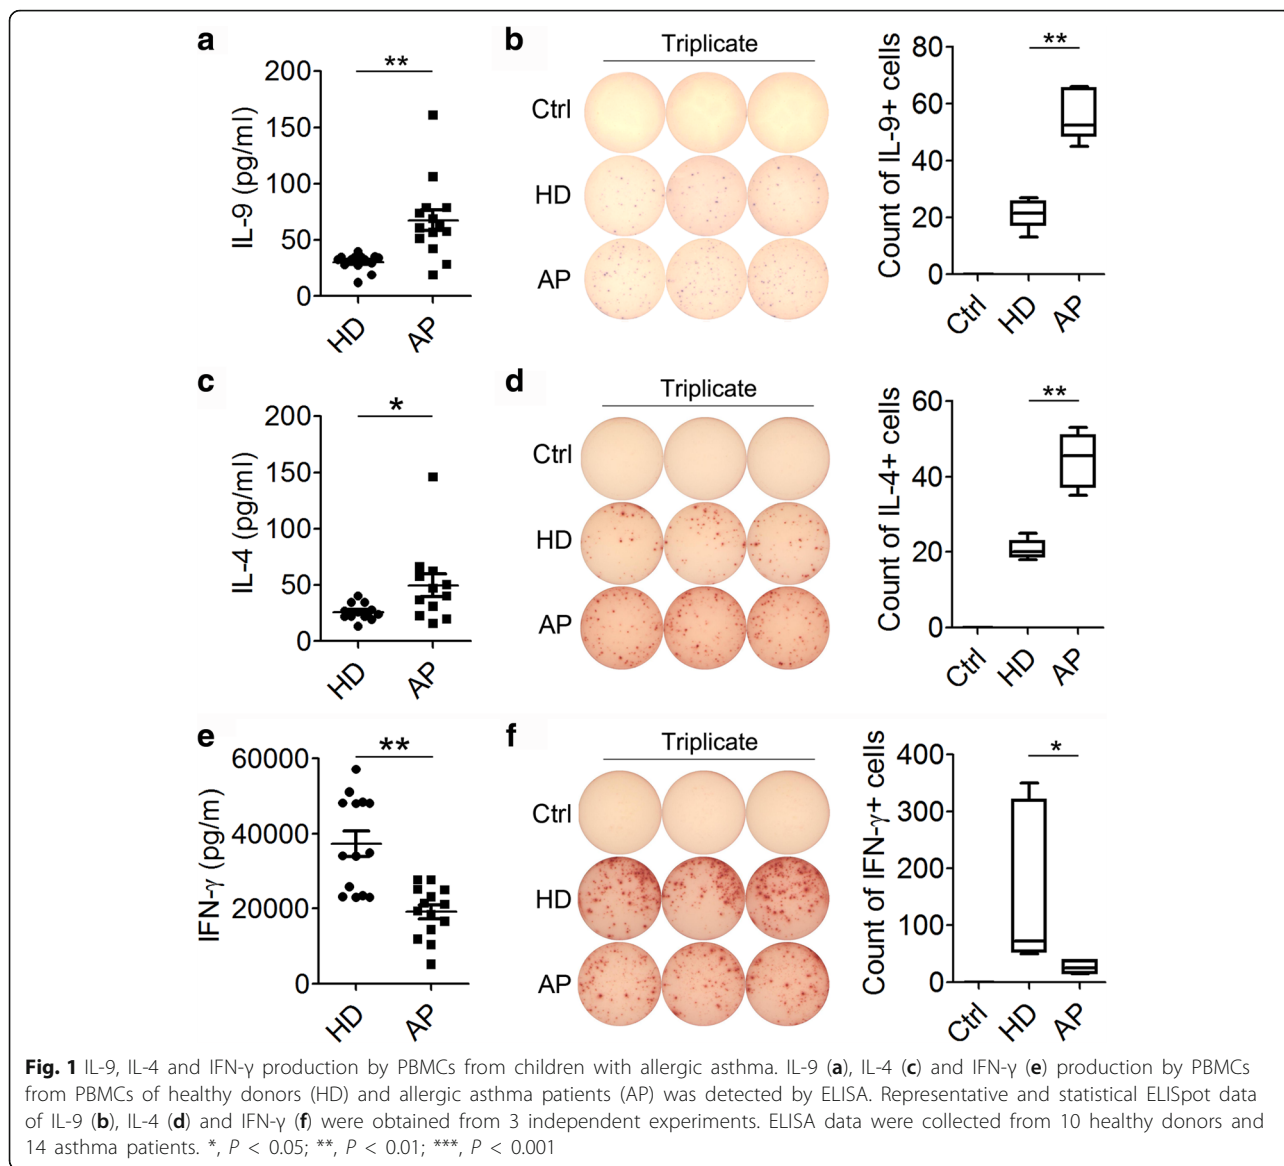 a
**
200
150
100
50
0
IL-9 (pg/ml)
HD
AP
b
Triplicate
Ctrl
HD
AP
**
80
60
40
20
0
Count of IL-9+ cells
Ctrl
HD
AP
c
*
200
150
100
50
0
IL-4 (pg/ml)
HD
AP
d
Triplicate
Ctrl
HD
AP
**
60
40
20
0
Count of IL-4+ cells
Ctrl
HD
AP
e
**
60000
40000
20000
0
IFN-γ (pg/m)
HD
AP
f
Triplicate
Ctrl
HD
AP
*
400
300
200
100
0
Count of IFN-γ+ cells
Ctrl
HD
AP
Fig. 1 IL-9, IL-4 and IFN-γ production by PBMCs from children with allergic asthma. IL-9 (a), IL-4 (c) and IFN-γ (e) production by PBMCs
from PBMCs of healthy donors (HD) and allergic asthma patients (AP) was detected by ELISA. Representative and statistical ELISpot data
of IL-9 (b), IL-4 (d) and IFN-γ (f) were obtained from 3 independent experiments. ELISA data were collected from 10 healthy donors and
14 asthma patients. *, P < 0.05; **, P < 0.01; ***, P < 0.001